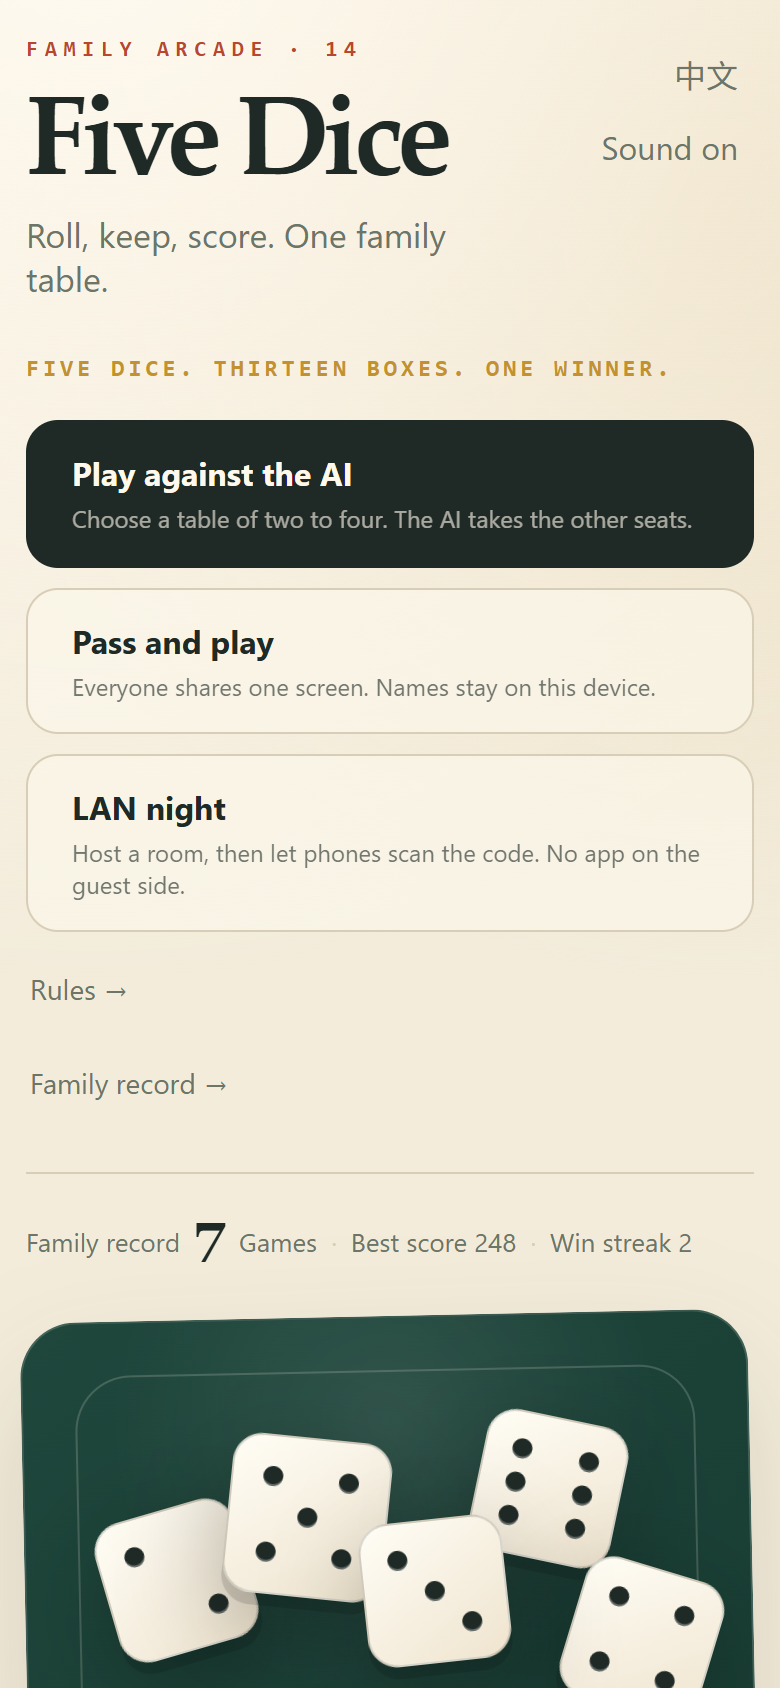 FAMILY ARCADE · 14
中文
Five Dice
Sound on
Roll, keep, score. One family
table.
FIVE DICE. THIRTEEN BOXES. ONE WINNER.
Play against the AI
Choose a table of two to four. The AI takes the other seats.
Pass and play
Everyone shares one screen. Names stay on this device.
LAN night
Host a room, then let phones scan the code. No app on the
guest side.
Rules →
Family record →
Family record 7 Games · Best score 248 · Win streak 2